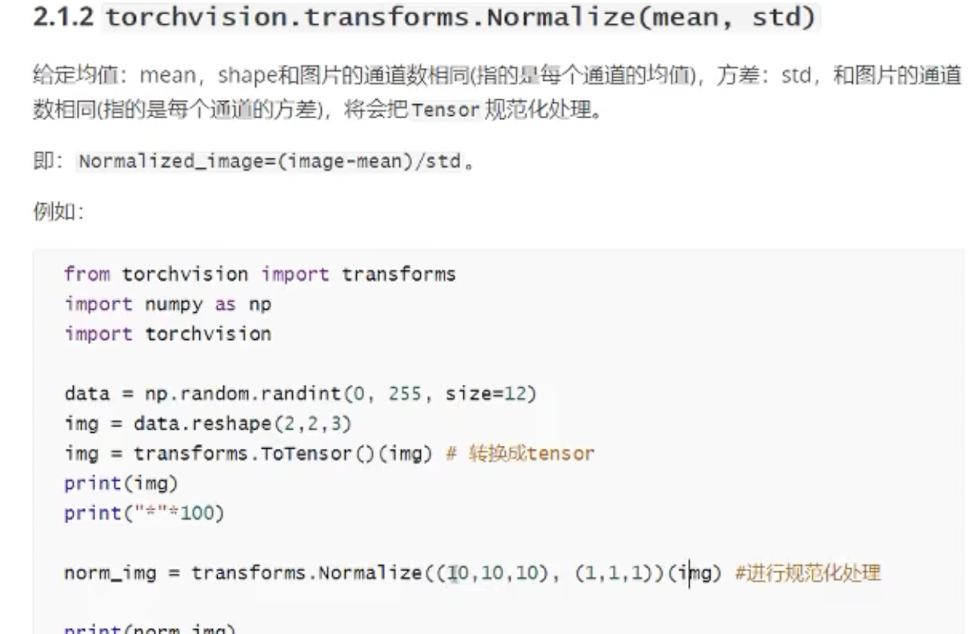 2.1.2 torchvision.transforms.Normalize(mean, std)
给定均值：mean，shape和图片的通道数相同(指的是每个通道的均值)，方差：std，和图片的通道
数相同(指的是每个通道的方差)，将会把Tensor规范化处理。
即：Normalized_image=(image-mean)/std。
例如：
from torchvision import transforms
import numpy as np
import torchvision
data = np.random.randint(0, 255, size=12)
img = data.reshape(2,2,3)
img = transforms.ToTensor()(img) # 转换成tensor
print(img)
print("*"*100)
norm_img = transforms.Normalize((10,10,10), (1,1,1))(img) #进行规范化处理
print(norm_img)